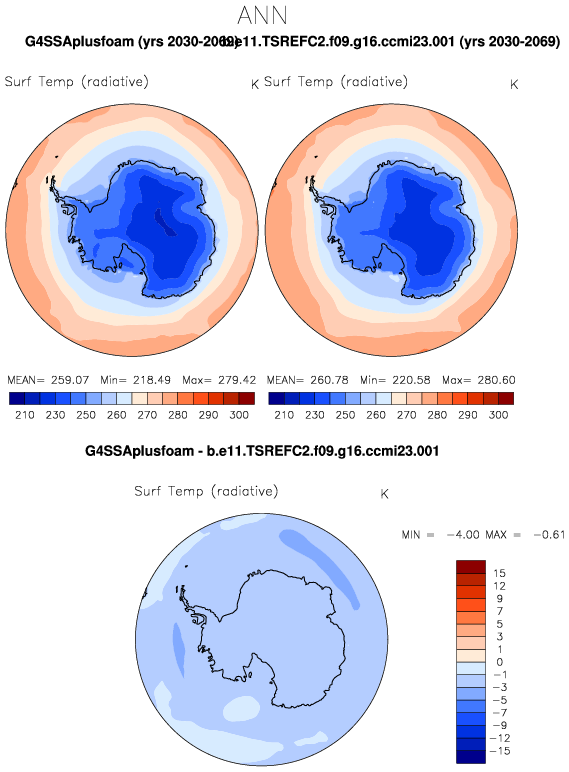 ANN
G4SSAplusfoam (yrs 2030-2069) b.e11.TSREFC2.f09.g16.ccmi23.001 (yrs 2030-2069)
Surf Temp (radiative) K Surf Temp (radiative) K
MEAN= 259.07 Min= 218.49 Max= 279.42 MEAN= 260.78 Min= 220.58 Max= 280.60
210 230 250 260 270 280 290 300 210 230 250 260 270 280 290 300
G4SSAplusfoam - b.e11.TSREFC2.f09.g16.ccmi23.001
Surf Temp (radiative) K
MIN = -4.00 MAX = -0.61
15
12
9
7
5
3
1
0
-1
-3
-5
-7
-9
-12
-15